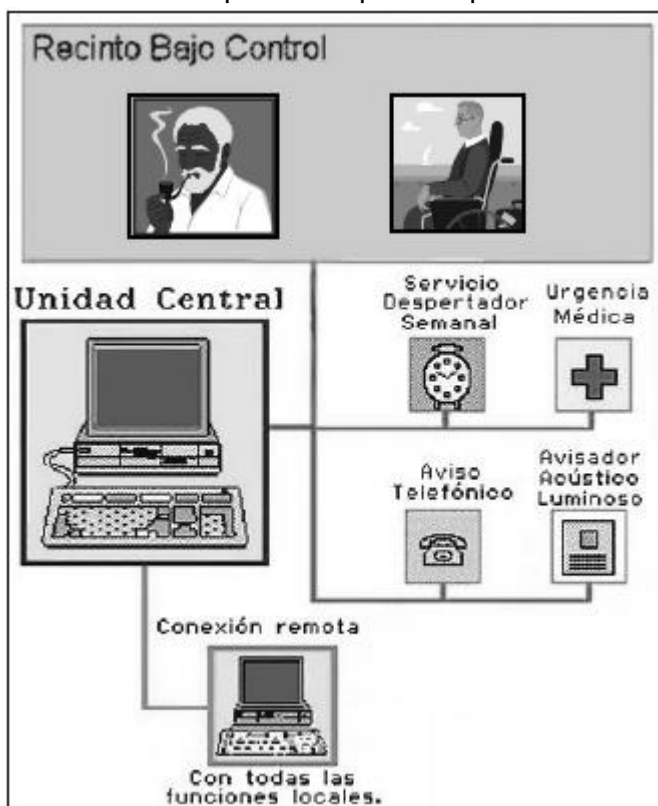 Recinto Bajo Control
Unidad Central
Servicio
Despertador
Semanal
Urgencia
Médica
Aviso
Telefónico
Avisador
Acústico
Luminoso
Conexión remota
Con todas las
funciones locales.